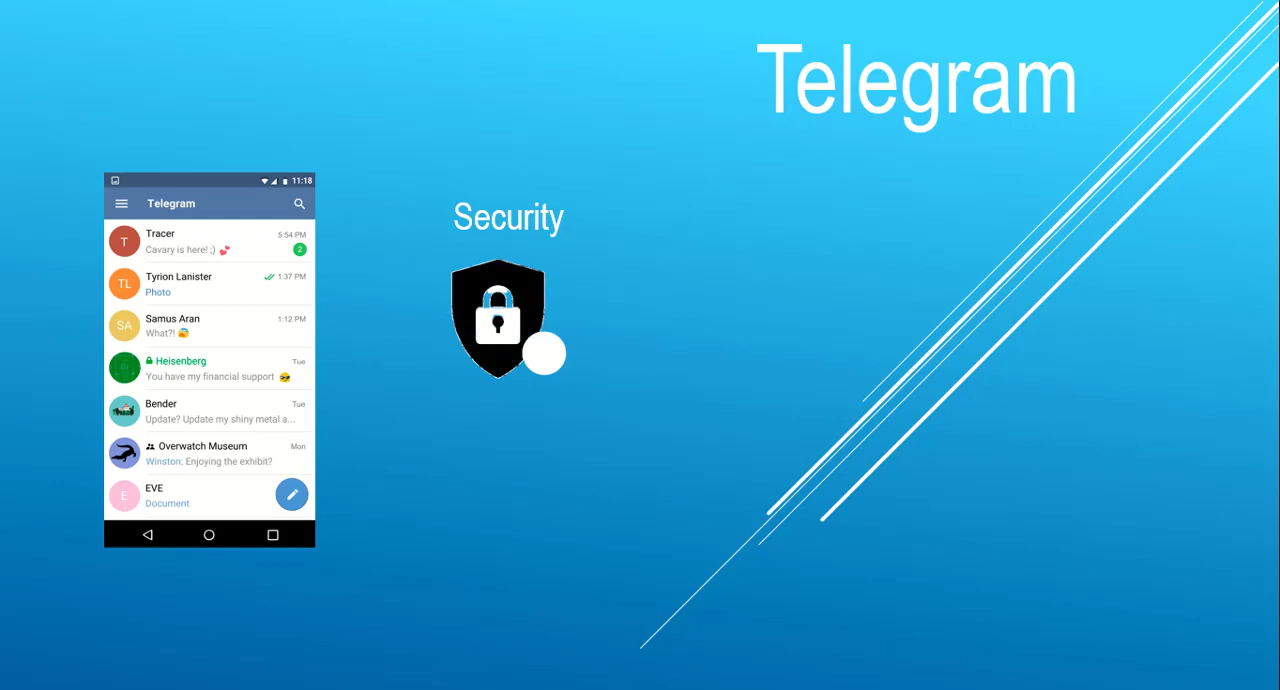 Telegram
Security
11:18
Telegram
T
Tracer
5:54 PM
Cavary is here! ;)
2
TL
Tyrion Lanister
1:37 PM
Photo
SA
Samus Aran
1:12 PM
What?!
Heisenberg
Tue
You have my financial support
Bender
Tue
Update? Update my shiny metal a...
Overwatch Museum
Mon
Winston: Enjoying the exhibit?
E
EVE
Document